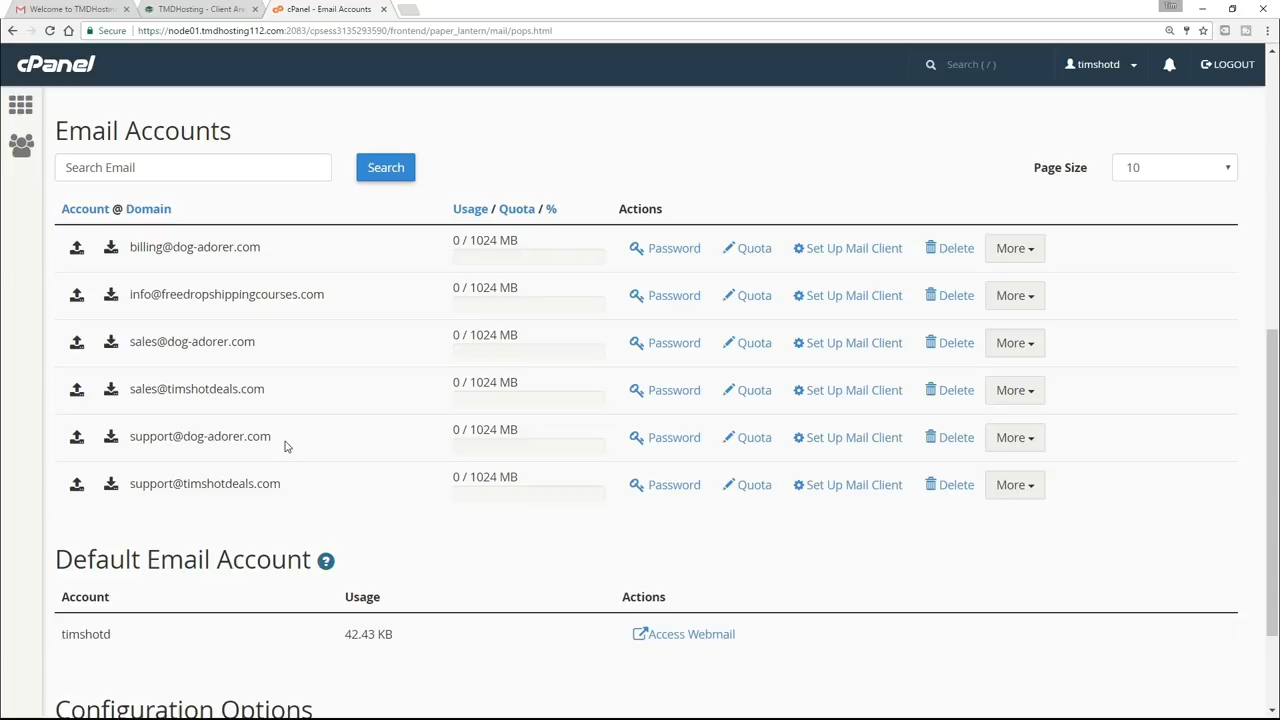 Welcome to TMDHostin
TMDHosting - Client Are
cPanel - Email Accounts
Tim
Secure
https://node01.tmdhosting112.com:2083/cpsess3135293590/frontend/paper_lantern/mail/pops.html
cPanel
Search ( / )
timshotd
LOGOUT
Email Accounts
Search Email
Search
Page Size
10
Account @ Domain
Usage / Quota / %
Actions
billing@dog-adorer.com
0 / 1024 MB
Password
Quota
Set Up Mail Client
Delete
More
info@freedropshippingcourses.com
0 / 1024 MB
Password
Quota
Set Up Mail Client
Delete
More
sales@dog-adorer.com
0 / 1024 MB
Password
Quota
Set Up Mail Client
Delete
More
sales@timshotdeals.com
0 / 1024 MB
Password
Quota
Set Up Mail Client
Delete
More
support@dog-adorer.com
0 / 1024 MB
Password
Quota
Set Up Mail Client
Delete
More
support@timshotdeals.com
0 / 1024 MB
Password
Quota
Set Up Mail Client
Delete
More
Default Email Account ?
Account
Usage
Actions
timshotd
42.43 KB
Access Webmail
Configuration Options